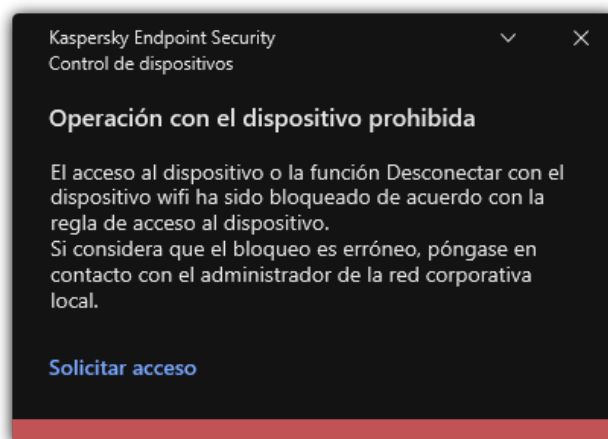 Kaspersky Endpoint Security
Control de dispositivos
Operación con el dispositivo prohibida
El acceso al dispositivo o la función Desconectar con el
dispositivo wifi ha sido bloqueado de acuerdo con la
regla de acceso al dispositivo.
Si considera que el bloqueo es erróneo, póngase en
contacto con el administrador de la red corporativa
local.
Solicitar acceso